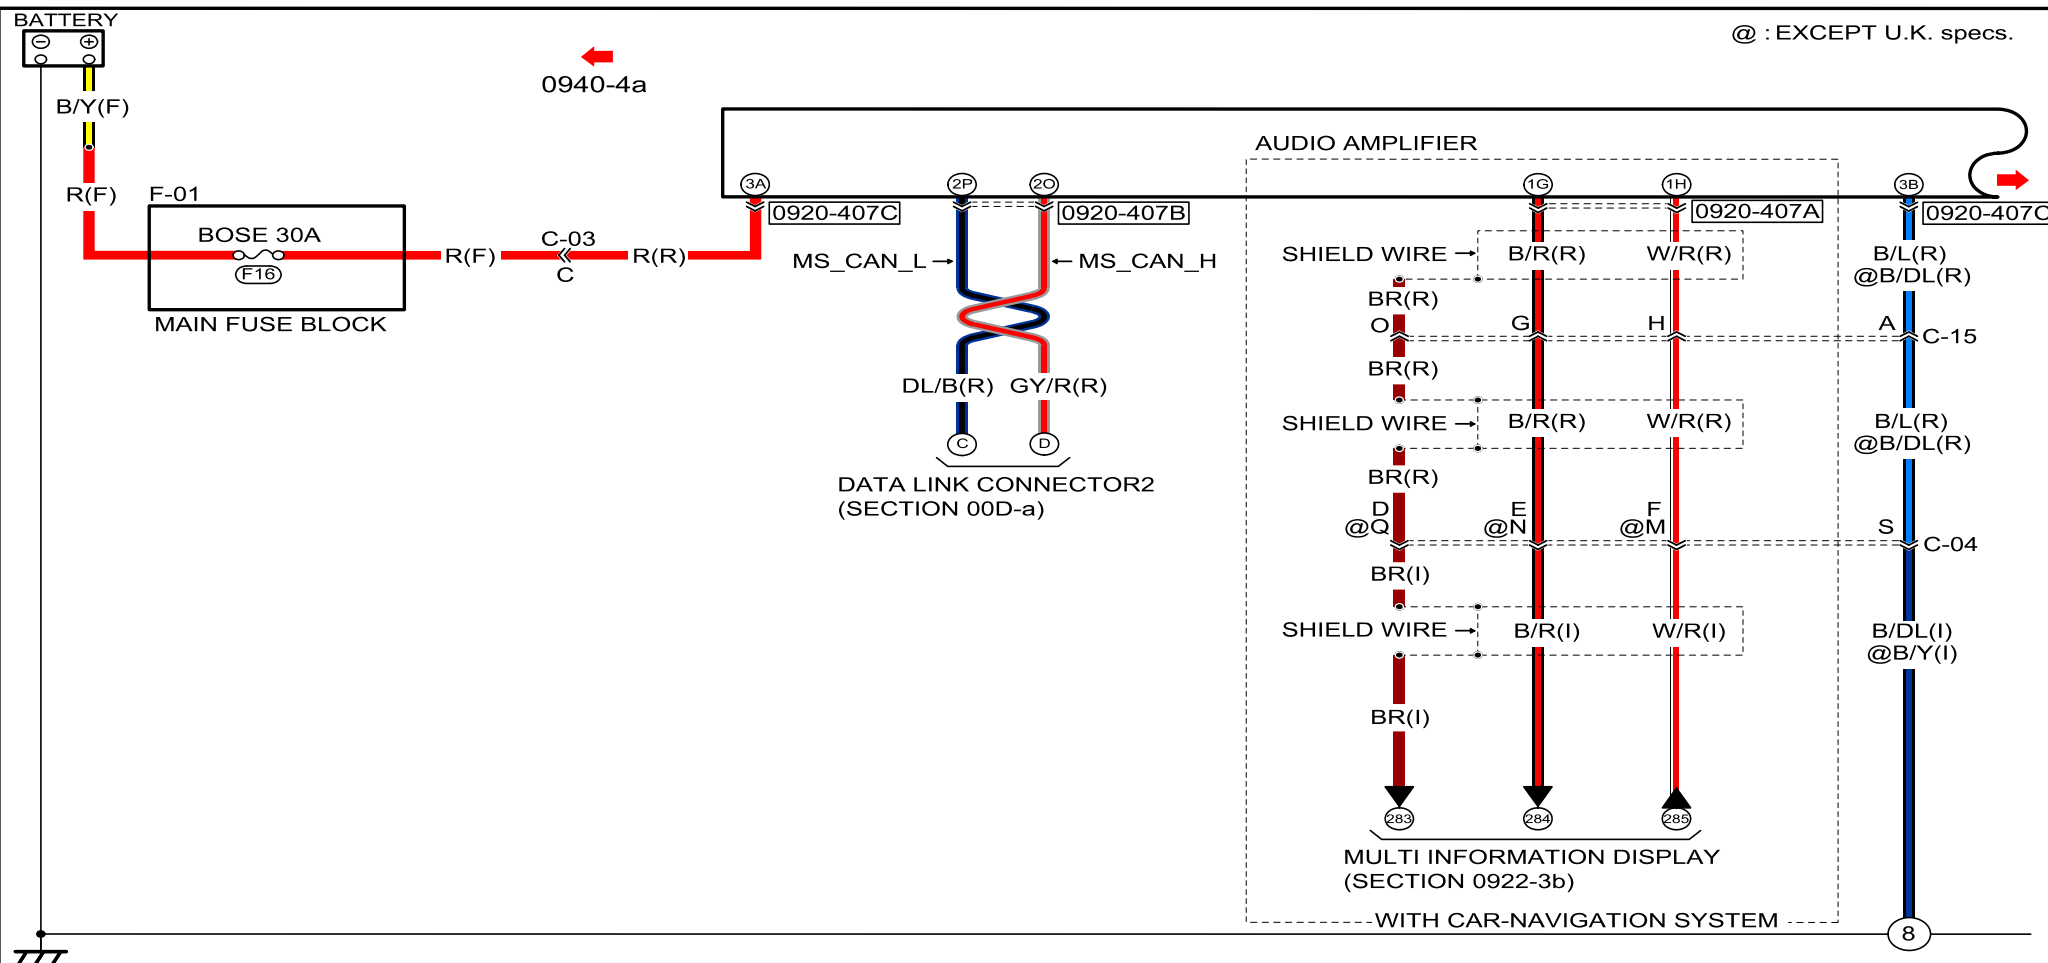 BATTERY
@ : EXCEPT U.K. specs.
− +
0940-4a
B/Y(F)
AUDIO AMPLIFIER
R(F)
F-01
3A 2P 2O 1G 1H 3B
0920-407C 0920-407B 0920-407A 0920-407C
BOSE 30A
F16
MAIN FUSE BLOCK
R(F)
C-03
C
R(R)
MS_CAN_L
MS_CAN_H
DL/B(R) GY/R(R)
C D
DATA LINK CONNECTOR2
(SECTION 00D-a)
SHIELD WIRE B/R(R) W/R(R) B/L(R)
@B/DL(R)
BR(R)
O G H A C-15
BR(R)
SHIELD WIRE B/R(R) W/R(R) B/L(R)
@B/DL(R)
BR(R)
D E F
@Q @N @M S
C-04
BR(I)
SHIELD WIRE B/R(I) W/R(I) B/DL(I)
@B/Y(I)
BR(I)
283 284 285
MULTI INFORMATION DISPLAY
(SECTION 0922-3b)
WITH CAR-NAVIGATION SYSTEM
8